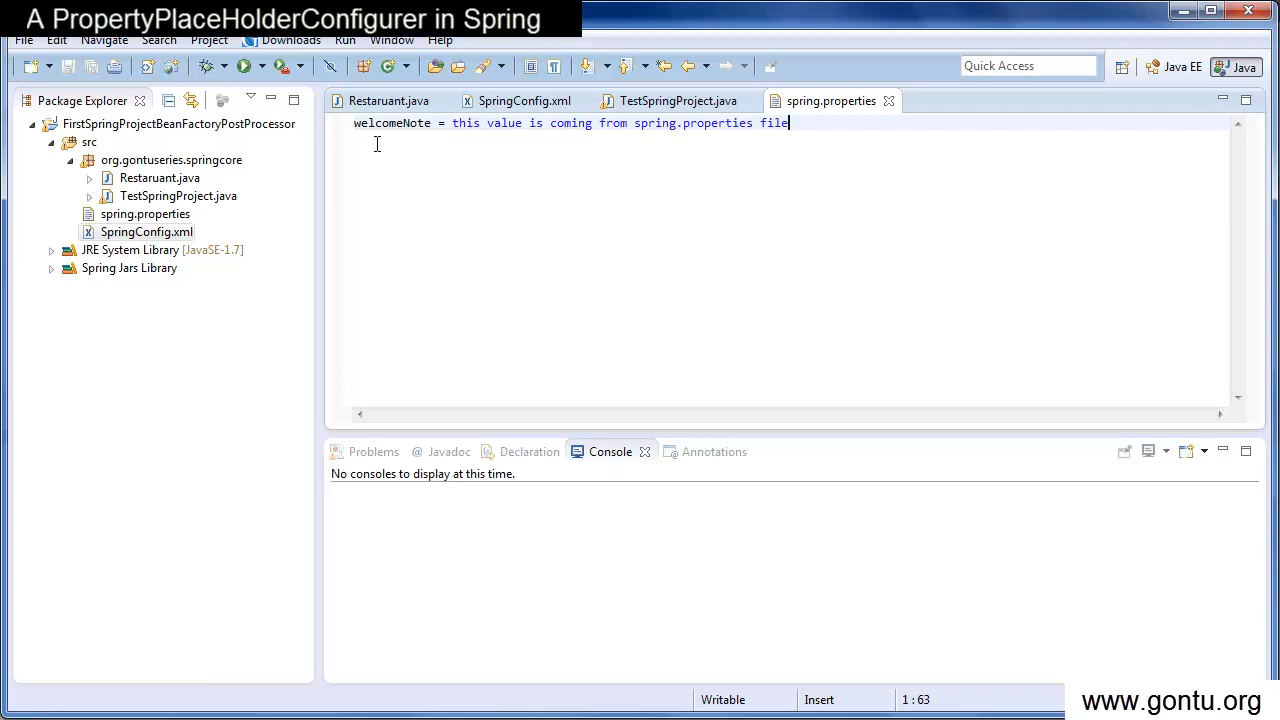 A PropertyPlaceHolderConfigurer in Spring
File Edit Navigate Search Project Downloads Run Window Help
Quick Access
Java EE
Java
Package Explorer
Restaruant.java
SpringConfig.xml
TestSpringProject.java
spring.properties
FirstSpringProjectBeanFactoryPostProcessor
src
org.gontuseries.springcore
Restaruant.java
TestSpringProject.java
spring.properties
SpringConfig.xml
JRE System Library [JavaSE-1.7]
Spring Jars Library
welcomeNote = this value is coming from spring.properties file
Problems @ Javadoc Declaration Console Annotations
No consoles to display at this time.
Writable Insert 1 : 63
www.gontu.org